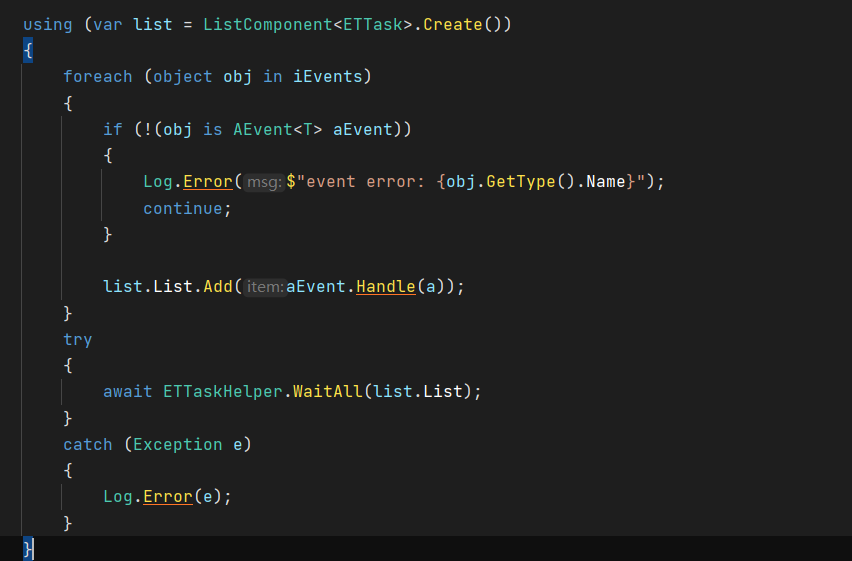 using (var list = ListComponent<ETTask>.Create())
{
    foreach (object obj in iEvents)
    {
        if (!(obj is AEvent<T> aEvent))
        {
            Log.Error(msg:$"event error: {obj.GetType().Name}");
            continue;
        }

        list.List.Add(item:aEvent.Handle(a));
    }
    try
    {
        await ETTaskHelper.WaitAll(list.List);
    }
    catch (Exception e)
    {
        Log.Error(e);
    }
}